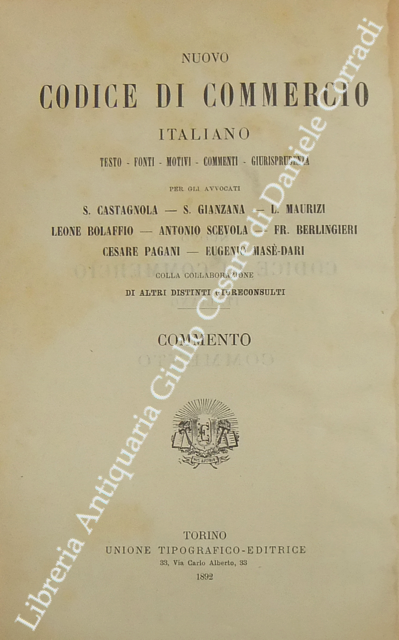 NUOVO
CODICE DI COMMERCIO
ITALIANO
TESTO - FONTI - MOTIVI - COMMENTI - GIURISPRUDENZA
PER GLI AVVOCATI
S. CASTAGNOLA — S. GIANZANA — L. MAURIZI
LEONE BOLAFFIO — ANTONIO SCEVOLA — FR. BERLINGIERI
CESARE PAGANI — EUGENIO MASÈ-DARI
COLLA COLLABORAZIONE
DI ALTRI DISTINTI GIURECONSULTI
COMMENTO
TORINO
UNIONE TIPOGRAFICO-EDITRICE
33, Via Carlo Alberto, 33
1892
Libreria Antiquaria Giulio Cesare di Daniele Corradi